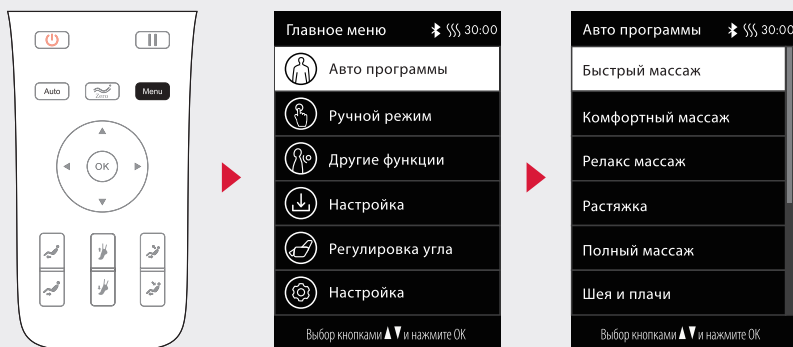 Auto
Zero
Menu
OK
Главное меню 30:00
Авто программы
Ручной режим
Другие функции
Настройка
Регулировка угла
Настройка
Выбор кнопками ▲▼ и нажмите OK
Авто программы 30:00
Быстрый массаж
Комфортный массаж
Релакс массаж
Растяжка
Полный массаж
Шея и плачи
Выбор кнопками ▲▼ и нажмите OK